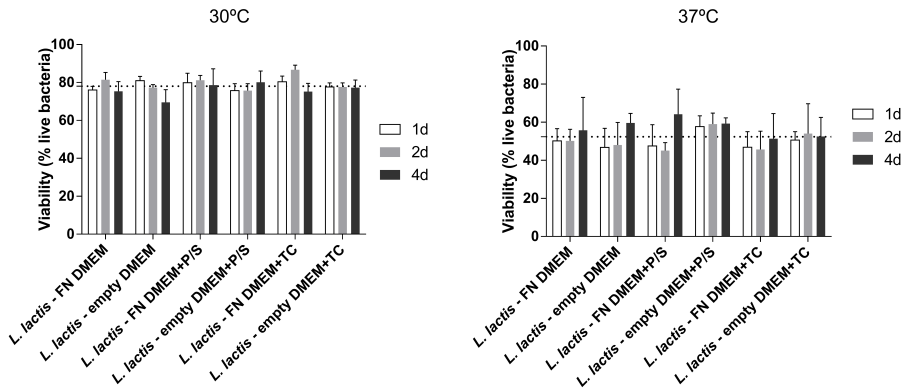 30ºC
Viability (% live bacteria)
100
80
60
40
20
0
1d
2d
4d
L. lactis - FN DMEM
L. lactis - empty DMEM
L. lactis - FN DMEM+P/S
L. lactis - empty DMEM+P/S
L. lactis - FN DMEM+TC
L. lactis - empty DMEM+TC
37ºC
Viability (% live bacteria)
100
80
60
40
20
0
1d
2d
4d
L. lactis - FN DMEM
L. lactis - empty DMEM
L. lactis - FN DMEM+P/S
L. lactis - empty DMEM+P/S
L. lactis - FN DMEM+TC
L. lactis - empty DMEM+TC